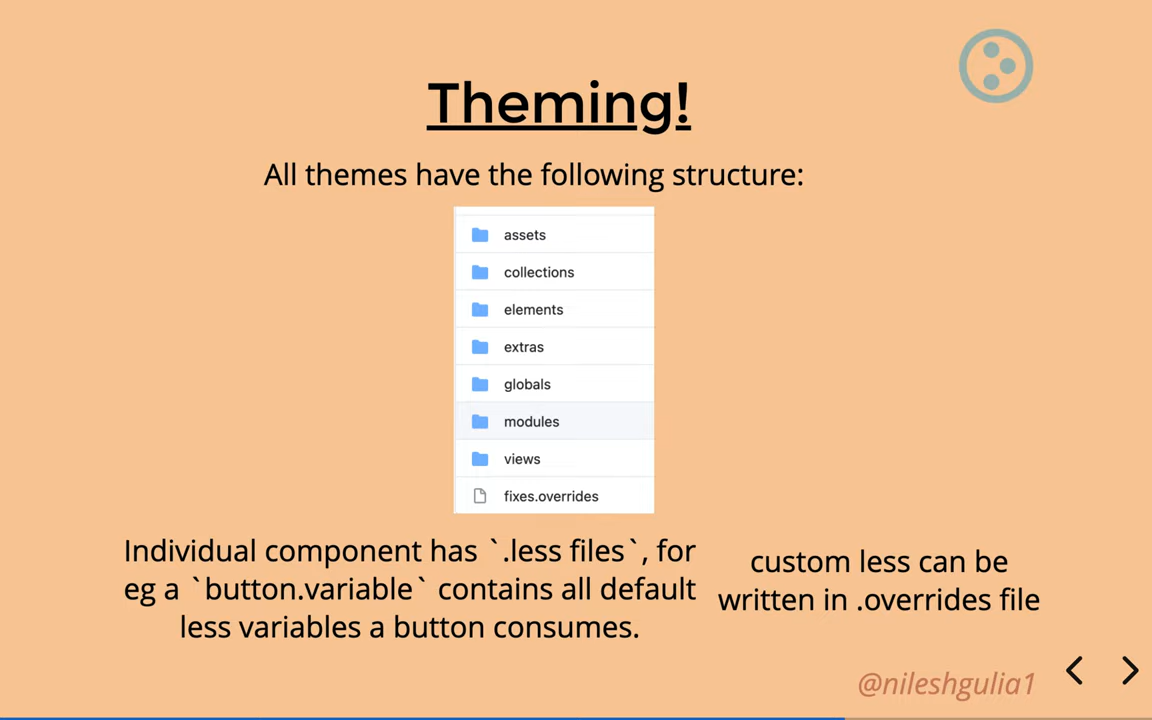 Theming!
All themes have the following structure:
assets
collections
elements
extras
globals
modules
views
fixes.overrides
Individual component has `.less files`, for
eg a `button.variable` contains all default
less variables a button consumes.
custom less can be
written in .overrides file
@nileshgulia1